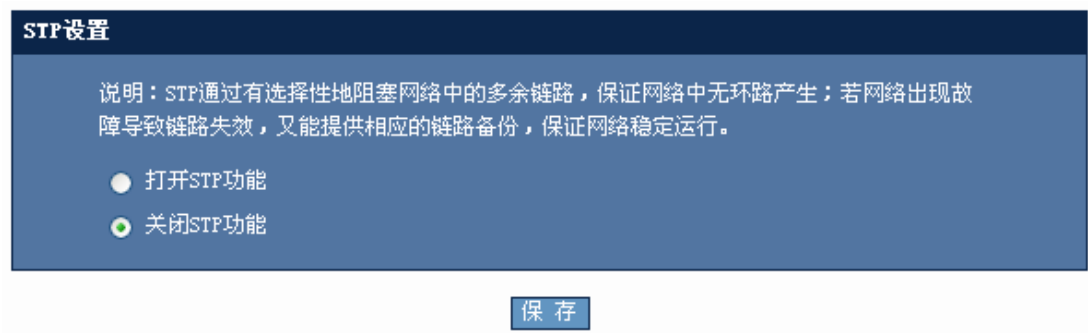 STP设置
说明：STP通过有选择性地阻塞网络中的多余链路，保证网络中无环路产生；若网络出现故
障导致链路失效，又能提供相应的链路备份，保证网络稳定运行。
打开STP功能
关闭STP功能
保 存